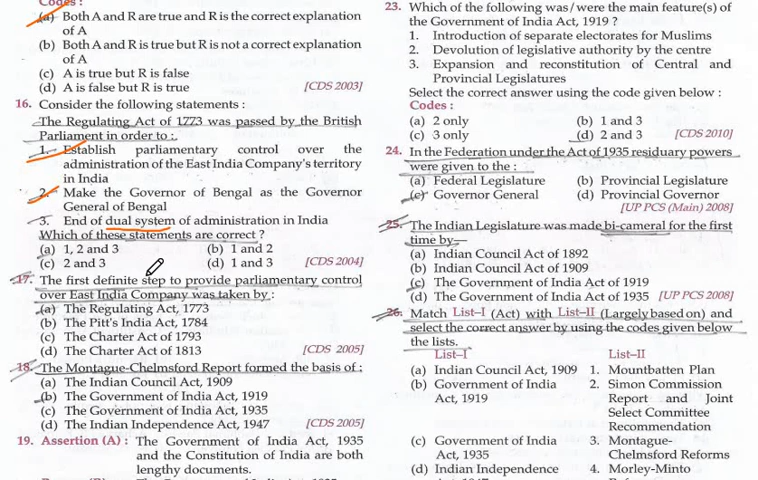 Codes :
(a) Both A and R are true and R is the correct explanation
of A
(b) Both A and R is true but R is not a correct explanation
of A
(c) A is true but R is false
(d) A is false but R is true [CDS 2003]
16. Consider the following statements :
The Regulating Act of 1773 was passed by the British
Parliament in order to :.
1. Establish parliamentary control over the
administration of the East India Company's territory
in India
2. Make the Governor of Bengal as the Governor
General of Bengal
3. End of dual system of administration in India
Which of these statements are correct ?
(a) 1, 2 and 3 (b) 1 and 2
(c) 2 and 3 (d) 1 and 3 [CDS 2004]
17. The first definite step to provide parliamentary control
over East India Company was taken by :
(a) The Regulating Act, 1773
(b) The Pitt's India Act, 1784
(c) The Charter Act of 1793
(d) The Charter Act of 1813 [CDS 2005]
18. The Montague-Chelmsford Report formed the basis of :
(a) The Indian Council Act, 1909
(b) The Government of India Act, 1919
(c) The Government of India Act, 1935
(d) The Indian Independence Act, 1947 [CDS 2005]
19. Assertion (A) : The Government of India Act, 1935
and the Constitution of India are both
lengthy documents.
23. Which of the following was/were the main feature(s) of
the Government of India Act, 1919 ?
1. Introduction of separate electorates for Muslims
2. Devolution of legislative authority by the centre
3. Expansion and reconstitution of Central and
Provincial Legislatures
Select the correct answer using the code given below :
Codes :
(a) 2 only (b) 1 and 3
(c) 3 only (d) 2 and 3 [CDS 2010]
24. In the Federation under the Act of 1935 residuary powers
were given to the :
(a) Federal Legislature (b) Provincial Legislature
(c) Governor General (d) Provincial Governor
[UP PCS (Main) 2008]
25. The Indian Legislature was made bi-cameral for the first
time by
(a) Indian Council Act of 1892
(b) Indian Council Act of 1909
(c) The Government of India Act of 1919
(d) The Government of India Act of 1935 [UP PCS 2008]
26. Match List–I (Act) with List–II (Largely based on) and
select the correct answer by using the codes given below
the lists.
List–I List–II
(a) Indian Council Act, 1909 1. Mountbatten Plan
(b) Government of India 2. Simon Commission
Act, 1919 Report and Joint
Select Committee
Recommendation
(c) Government of India 3. Montague-
Act, 1935 Chelmsford Reforms
(d) Indian Independence 4. Morley-Minto